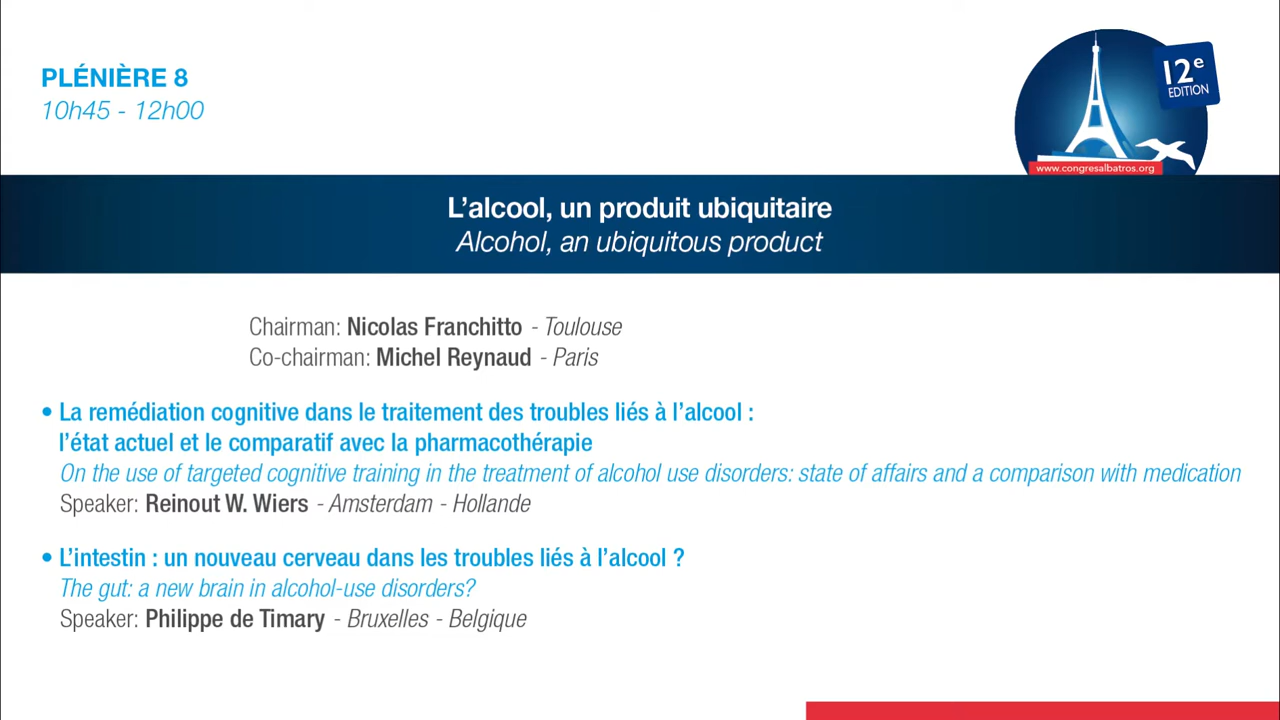 PLÉNIÈRE 8
10h45 - 12h00
12e
EDITION
www.congresalbatros.org
L'alcool, un produit ubiquitaire
Alcohol, an ubiquitous product
Chairman: Nicolas Franchitto - Toulouse
Co-chairman: Michel Reynaud - Paris
• La remédiation cognitive dans le traitement des troubles liés à l'alcool :
l'état actuel et le comparatif avec la pharmacothérapie
On the use of targeted cognitive training in the treatment of alcohol use disorders: state of affairs and a comparison with medication
Speaker: Reinout W. Wiers - Amsterdam - Hollande
• L'intestin : un nouveau cerveau dans les troubles liés à l'alcool ?
The gut: a new brain in alcohol-use disorders?
Speaker: Philippe de Timary - Bruxelles - Belgique